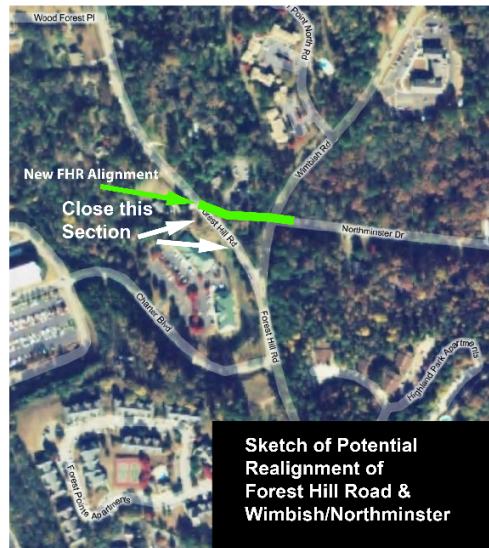 Wood Forest Pl
Point North Rd
Wimbish Rd
New FHR Alignment
Close this
Section
Forest Hill Rd
Northminster Dr
Charter Blvd
Forest Hill Rd
Highland Park Apartments
Forest Pointe Apartments
Sketch of Potential
Realignment of
Forest Hill Road &
Wimbish/Northminster